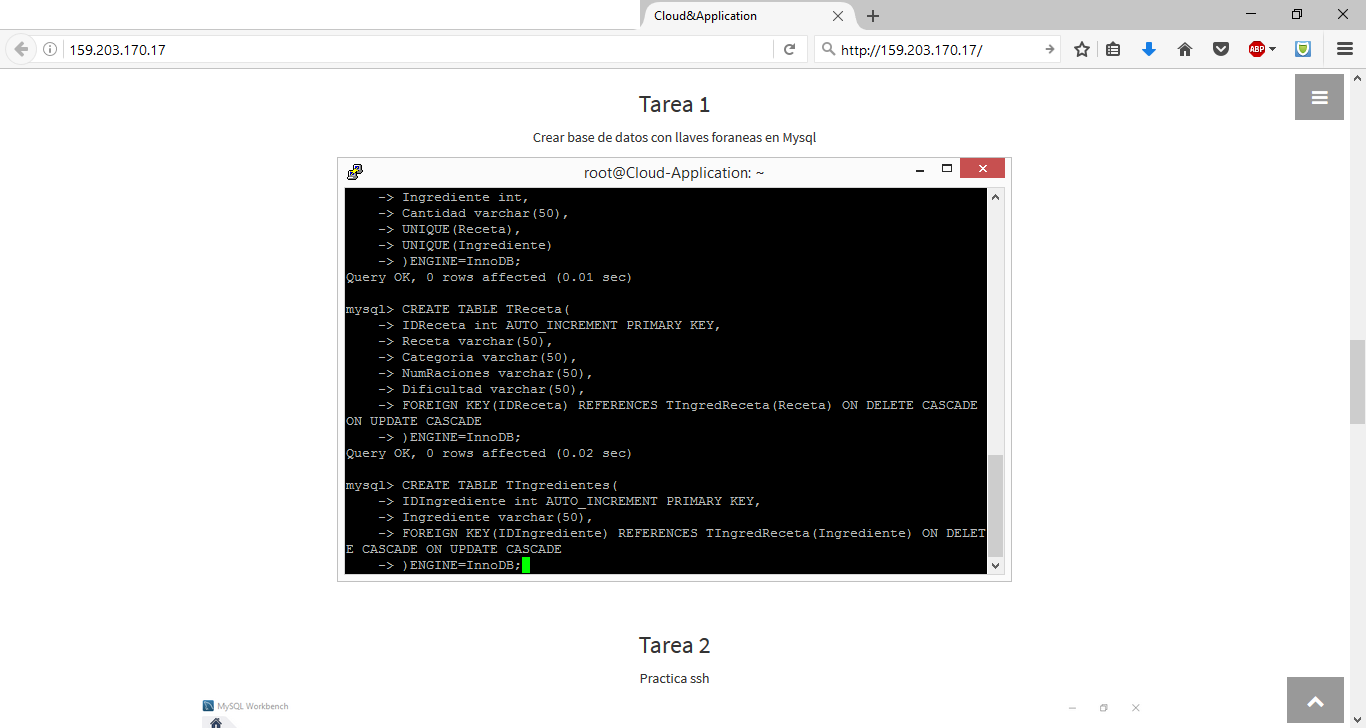 Cloud&Application
159.203.170.17
http://159.203.170.17/
ABP
Tarea 1
Crear base de datos con llaves foraneas en Mysql
root@Cloud-Application: ~
-> Ingrediente int,
-> Cantidad varchar(50),
-> UNIQUE(Receta),
-> UNIQUE(Ingrediente)
-> )ENGINE=InnoDB;
Query OK, 0 rows affected (0.01 sec)
mysql> CREATE TABLE TReceta(
-> IDReceta int AUTO_INCREMENT PRIMARY KEY,
-> Receta varchar(50),
-> Categoria varchar(50),
-> NumRaciones varchar(50),
-> Dificultad varchar(50),
-> FOREIGN KEY(IDReceta) REFERENCES TIngredReceta(Receta) ON DELETE CASCADE
ON UPDATE CASCADE
-> )ENGINE=InnoDB;
Query OK, 0 rows affected (0.02 sec)
mysql> CREATE TABLE TIngredientes(
-> IDIngrediente int AUTO_INCREMENT PRIMARY KEY,
-> Ingrediente varchar(50),
-> FOREIGN KEY(IDIngrediente) REFERENCES TIngredReceta(Ingrediente) ON DELET
E CASCADE ON UPDATE CASCADE
-> )ENGINE=InnoDB;
Tarea 2
Practica ssh
MySQL Workbench